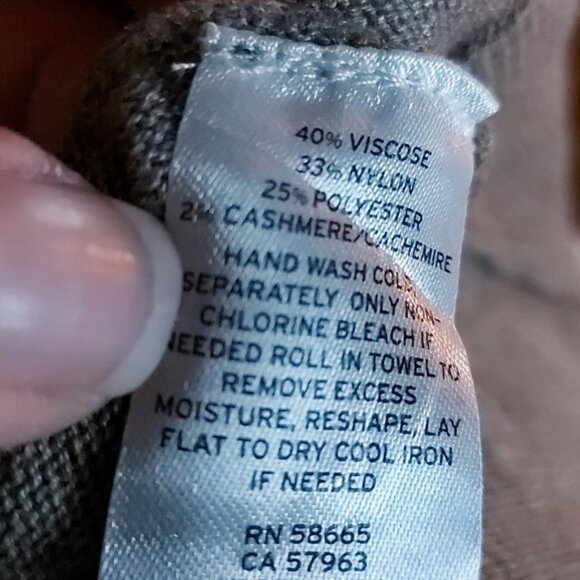 40% VISCOSE
33% NYLON
25% POLYESTER
2% CASHMERE/CACHEMIRE
HAND WASH COLD
SEPARATELY ONLY NON-
CHLORINE BLEACH IF
NEEDED ROLL IN TOWEL TO
REMOVE EXCESS
MOISTURE, RESHAPE, LAY
FLAT TO DRY COOL IRON
IF NEEDED
RN 58665
CA 57963